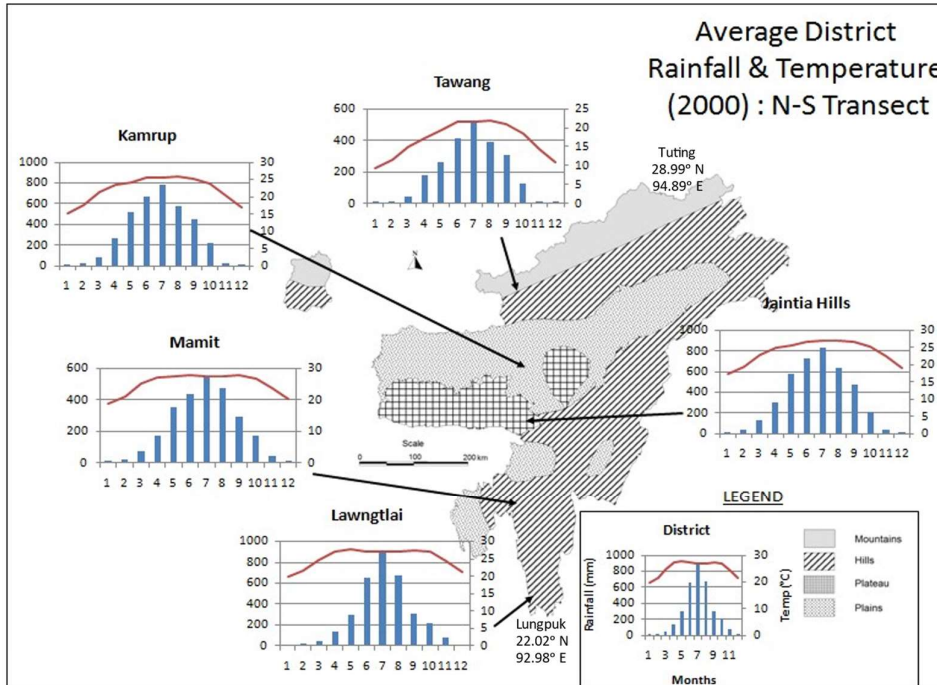 Average District
Rainfall & Temperature
(2000) : N-S Transect
Tawang
600
400
200
0
25
20
15
10
5
0
1 2 3 4 5 6 7 8 9 10 11 12
Kamrup
1000
800
600
400
200
0
30
25
20
15
10
5
0
1 2 3 4 5 6 7 8 9 10 11 12
Tuting
28.99° N
94.89° E
N
Jaintia Hills
1000
800
600
400
200
0
30
25
20
15
10
5
0
1 2 3 4 5 6 7 8 9 10 11 12
Mamit
600
400
200
0
30
20
10
0
1 2 3 4 5 6 7 8 9 10 11 12
Scale
0 100 200 km
Lawngtlai
1000
800
600
400
200
0
30
25
20
15
10
5
0
1 2 3 4 5 6 7 8 9 10 11 12
Lungpuk
22.02° N
92.98° E
LEGEND
District
Rainfall (mm)
1000
800
600
400
200
0
30
20
10
0
Temp (°C)
1 3 5 7 9 11
Months
Mountains
Hills
Plateau
Plains